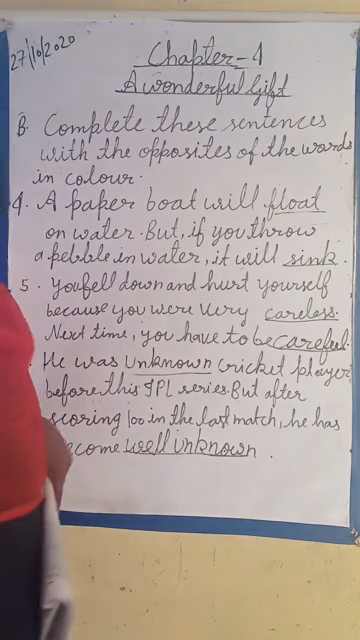 27/10/2020
Chapter-4
A wonderful Gift
B. Complete these sentences
with the opposites of the words
in colour.
4. A paper boat will float
on water. But, if you throw
a pebble in water, it will sink.
5. You fell down and hurt yourself
because you were very careless.
Next time, you have to be careful.
He was unknown cricket player
before this IPL series. But after
scoring 100 in the last match, he has
come well unknown.